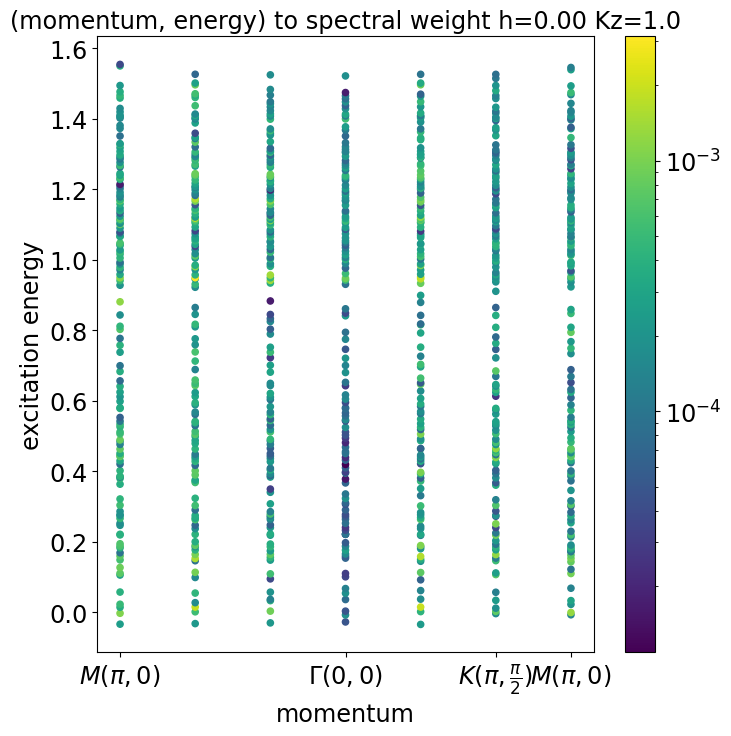 (momentum, energy) to spectral weight h=0.00 Kz=1.0
excitation energy
1.6
1.4
1.2
1.0
0.8
0.6
0.4
0.2
0.0
M(π, 0)
Γ(0, 0)
K(π, π/2)
M(π, 0)
momentum
10⁻³
10⁻⁴